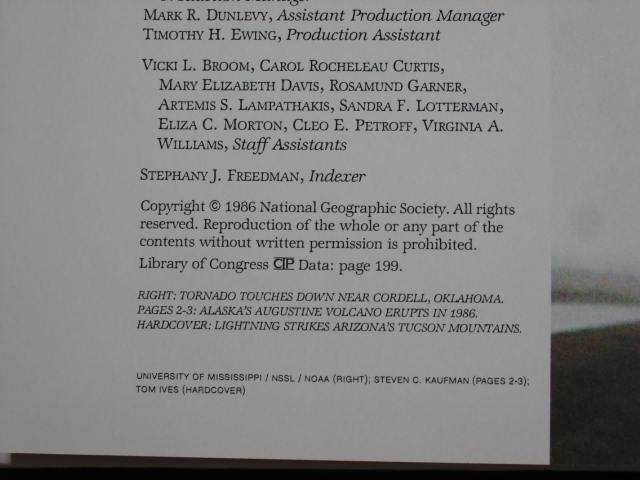 MARK R. DUNLEVY, Assistant Production Manager
TIMOTHY H. EWING, Production Assistant
VICKI L. BROOM, CAROL ROCHELEAU CURTIS,
MARY ELIZABETH DAVIS, ROSAMUND GARNER,
ARTEMIS S. LAMPATHAKIS, SANDRA F. LOTTERMAN,
ELIZA C. MORTON, CLEO E. PETROFF, VIRGINIA A.
WILLIAMS, Staff Assistants
STEPHANY J. FREEDMAN, Indexer
Copyright © 1986 National Geographic Society. All rights
reserved. Reproduction of the whole or any part of the
contents without written permission is prohibited.
Library of Congress CIP Data: page 199.
RIGHT: TORNADO TOUCHES DOWN NEAR CORDELL, OKLAHOMA.
PAGES 2-3: ALASKA'S AUGUSTINE VOLCANO ERUPTS IN 1986.
HARDCOVER: LIGHTNING STRIKES ARIZONA'S TUCSON MOUNTAINS.
UNIVERSITY OF MISSISSIPPI / NSSL / NOAA (RIGHT); STEVEN C. KAUFMAN (PAGES 2-3);
TOM IVES (HARDCOVER)